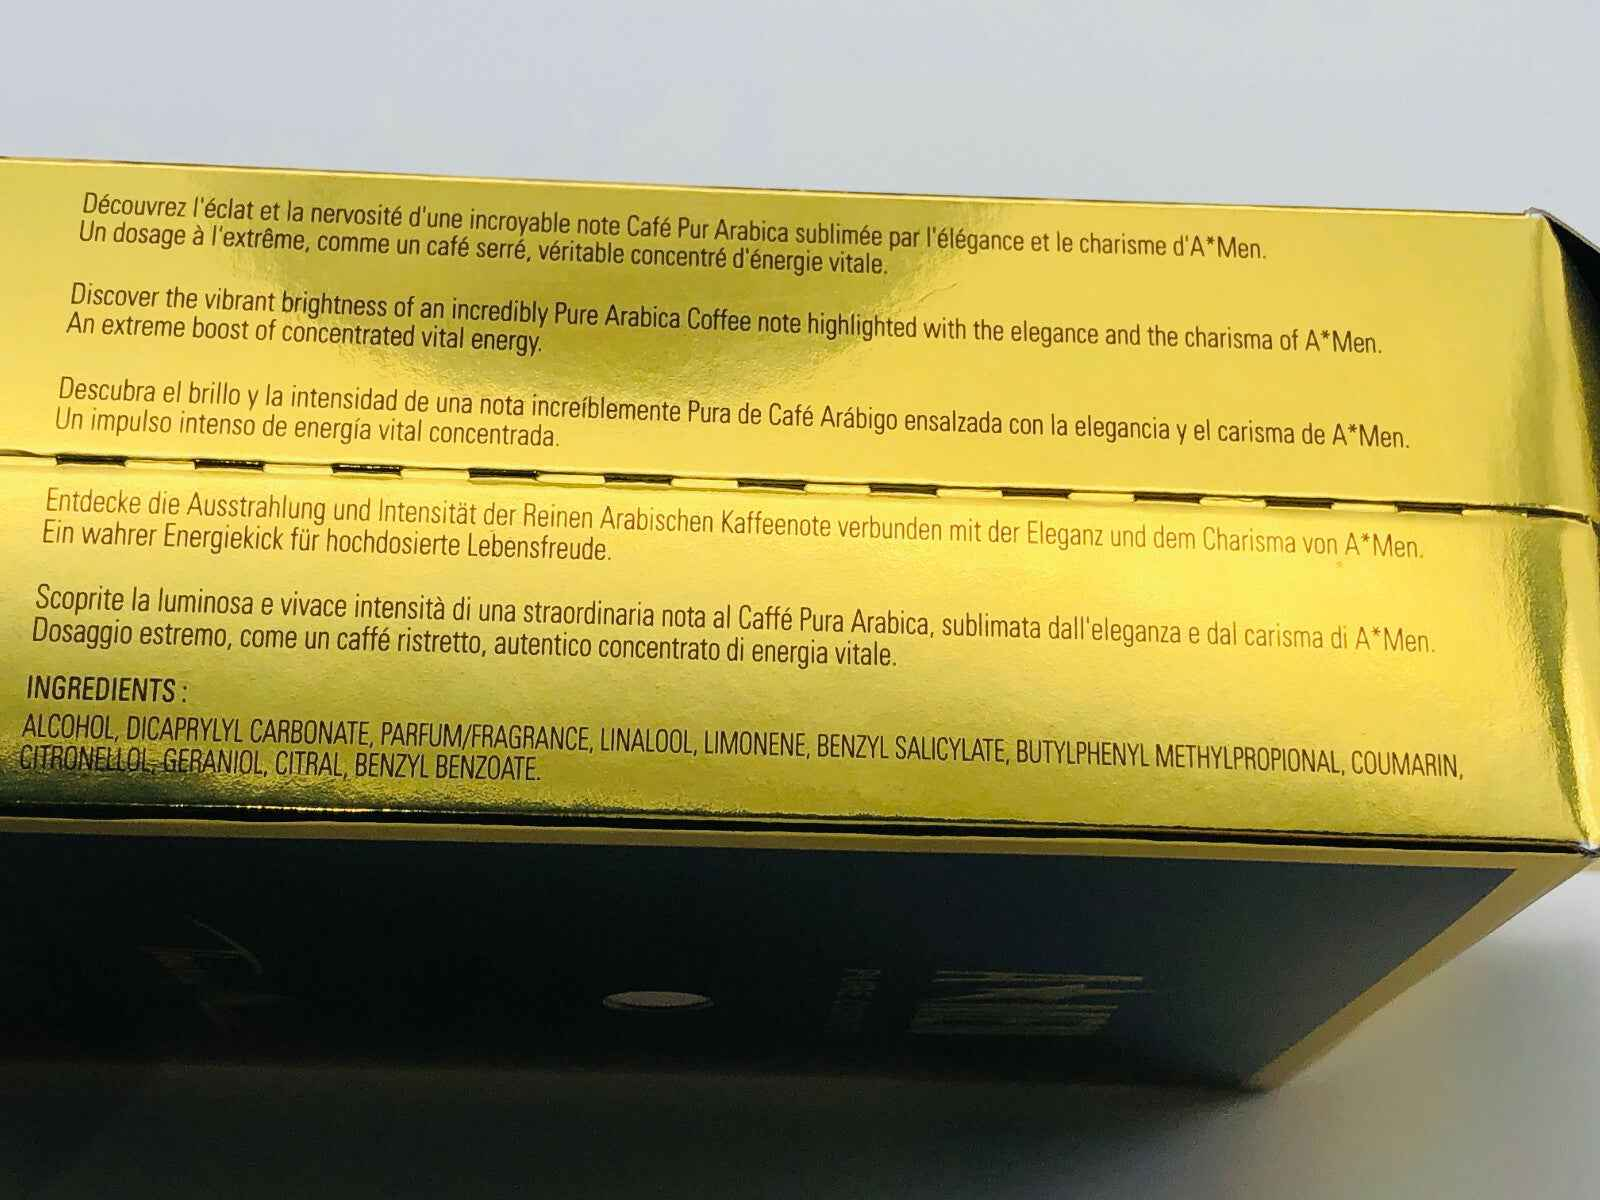 Découvrez l'éclat et la nervosité d'une incroyable note Café Pur Arabica sublimée par l'élégance et le charisme d'A*Men.
Un dosage à l'extrême, comme un café serré, véritable concentré d'énergie vitale.
Discover the vibrant brightness of an incredibly Pure Arabica Coffee note highlighted with the elegance and the charisma of A*Men.
An extreme boost of concentrated vital energy.
Descubra el brillo y la intensidad de una nota increíblemente Pura de Café Arábigo ensalzada con la elegancia y el carisma de A*Men.
Un impulso intenso de energía vital concentrada.
Entdecke die Ausstrahlung und Intensität der Reinen Arabischen Kaffeenote verbunden mit der Eleganz und dem Charisma von A*Men.
Ein wahrer Energiekick für hochdosierte Lebensfreude.
Scoprite la luminosa e vivace intensità di una straordinaria nota al Caffé Pura Arabica, sublimata dall'eleganza e dal carisma di A*Men.
Dosaggio estremo, come un caffé ristretto, autentico concentrato di energia vitale.
INGREDIENTS :
ALCOHOL, DICAPRYLYL CARBONATE, PARFUM/FRAGRANCE, LINALOOL, LIMONENE, BENZYL SALICYLATE, BUTYLPHENYL METHYLPROPIONAL, COUMARIN,
CITRONELLOL, GERANIOL, CITRAL, BENZYL BENZOATE.